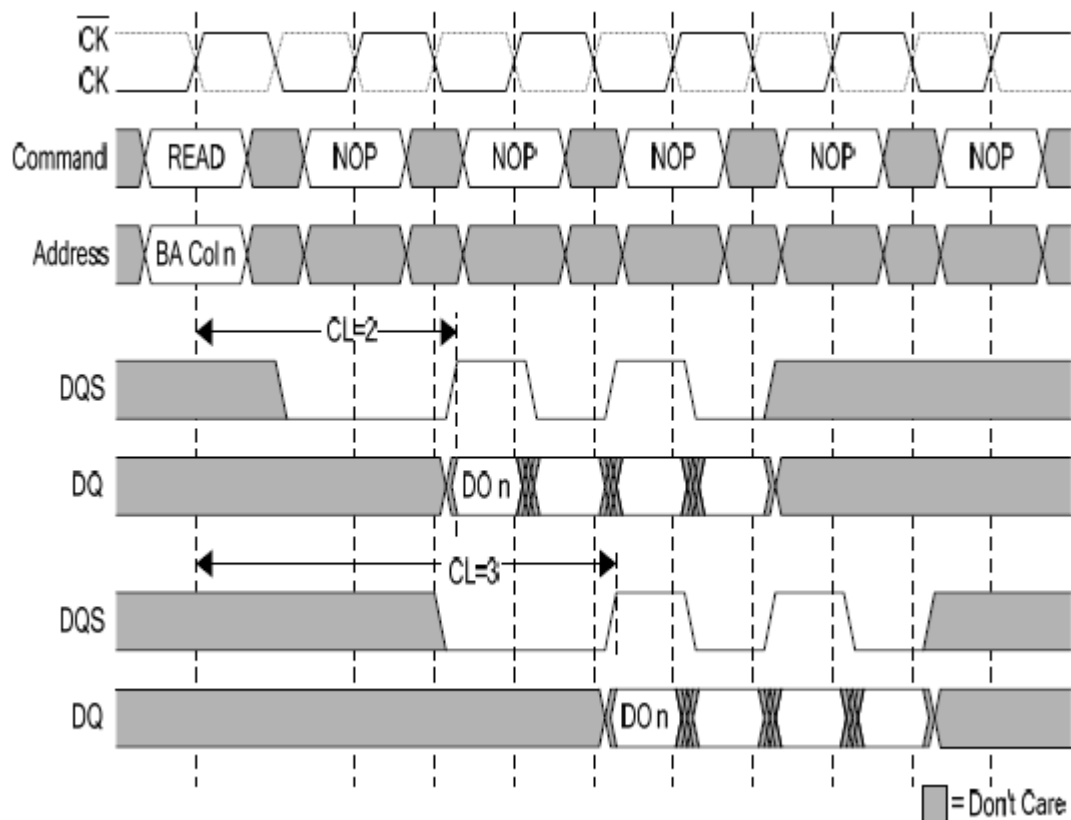 CK
CK
Command READ NOP NOP NOP NOP NOP
Address BA Col n
CL=2
DQS
DQ DO n
CL=3
DQS
DQ DO n
= Don't Care